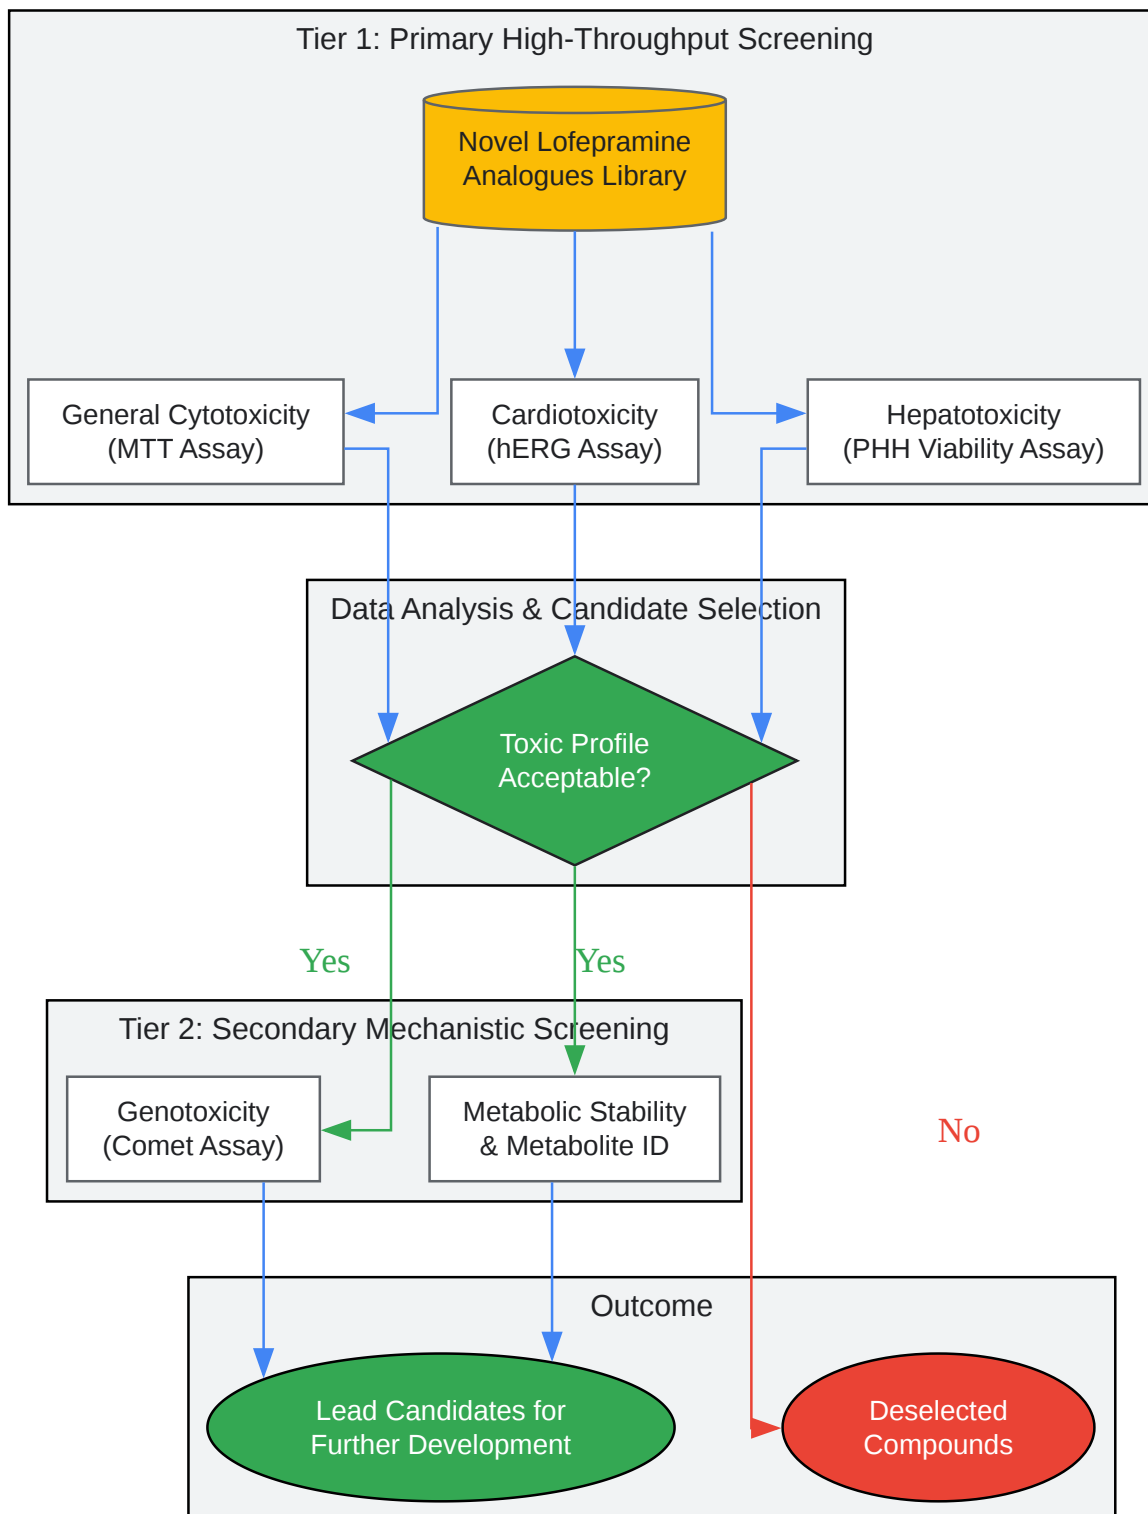 Tier 1: Primary High-Throughput Screening
Novel Lofepramine
Analogues Library
General Cytotoxicity
(MTT Assay)
Cardiotoxicity
(hERG Assay)
Hepatotoxicity
(PHH Viability Assay)
Data Analysis & Candidate Selection
Toxic Profile
Acceptable?
Yes
Yes
Tier 2: Secondary Mechanistic Screening
Genotoxicity
(Comet Assay)
Metabolic Stability
& Metabolite ID
No
Outcome
Lead Candidates for
Further Development
Deselected
Compounds